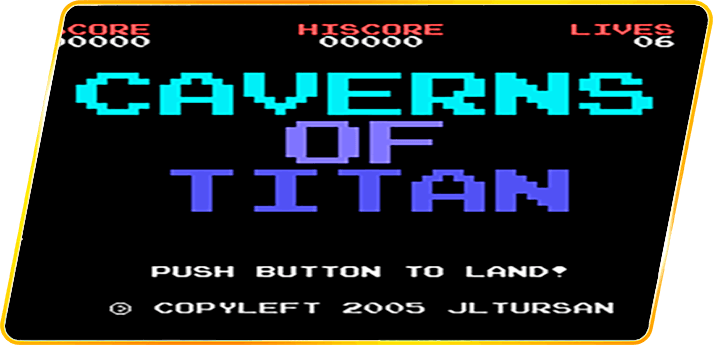 SCORE HISCORE LIVES
00000 00000 06
CAVERNS
OF
TITAN
PUSH BUTTON TO LAND!
COPYLEFT 2005 JLTURSAN